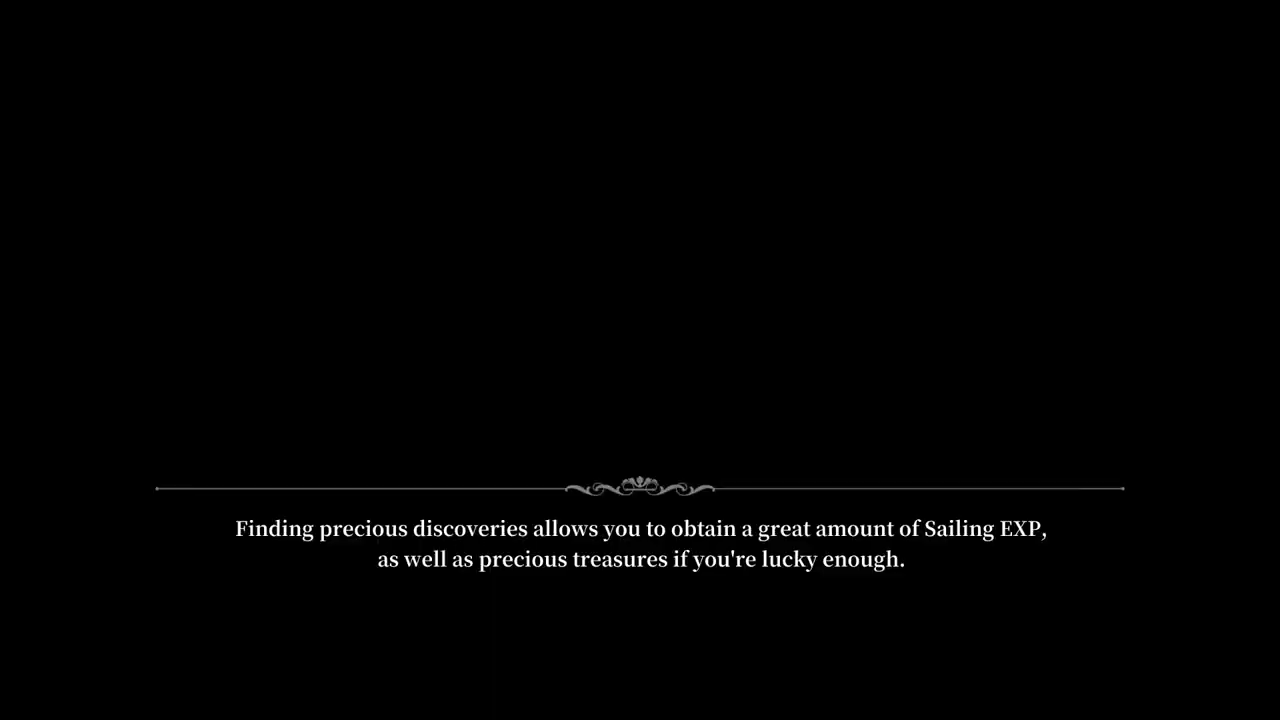 Finding precious discoveries allows you to obtain a great amount of Sailing EXP,
as well as precious treasures if you're lucky enough.